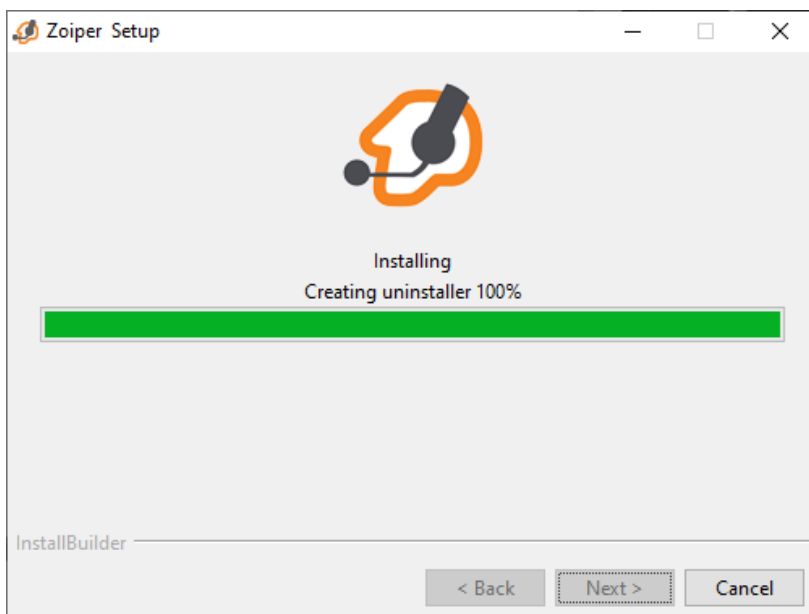 Zoiper Setup
Installing
Creating uninstaller 100%
InstallBuilder
< Back Next > Cancel